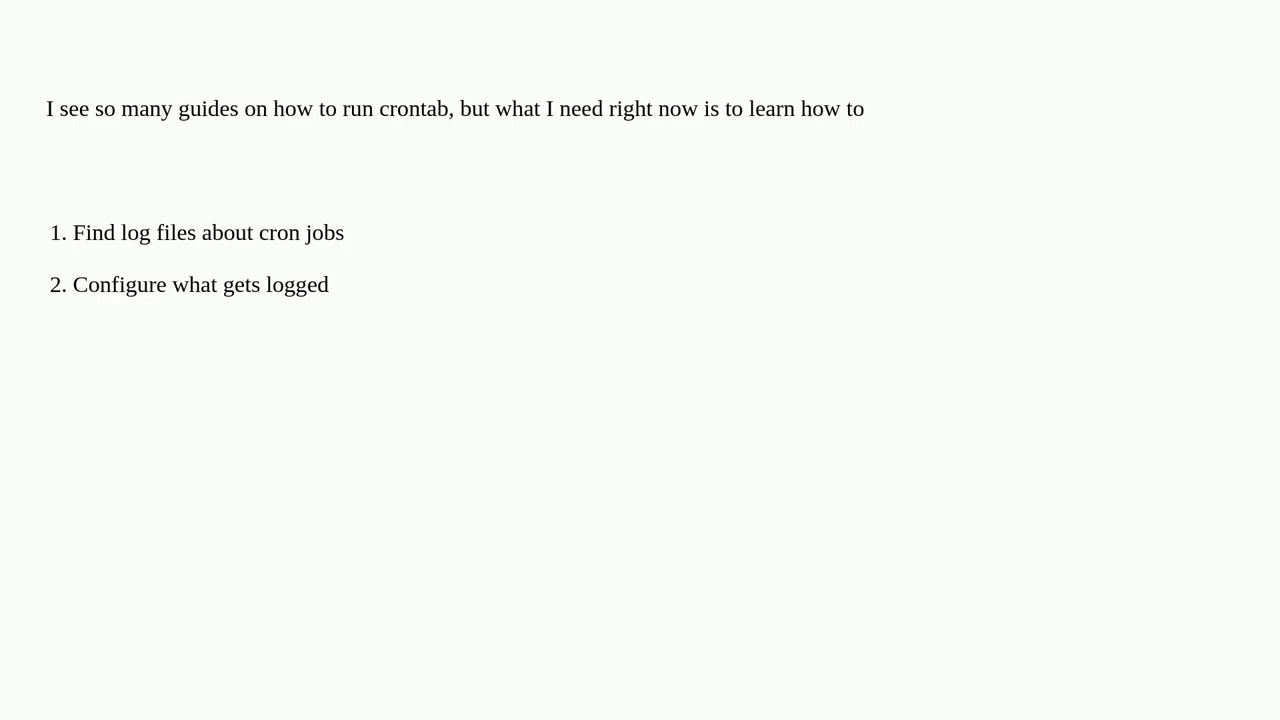 I see so many guides on how to run crontab, but what I need right now is to learn how to
1. Find log files about cron jobs
2. Configure what gets logged